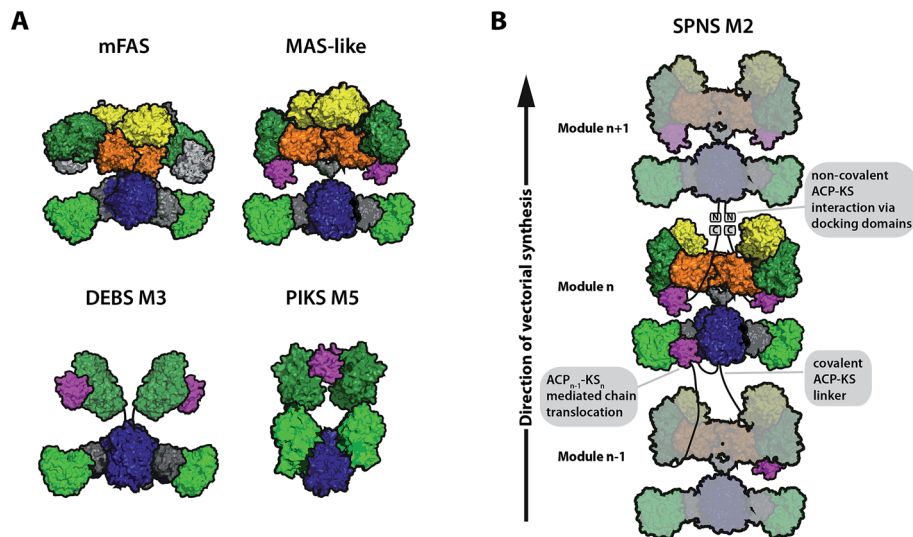 A
mFAS
MAS-like
DEBS M3
PIKS M5
B
SPNS M2
Direction of vectorial synthesis
Module n+1
non-covalent
ACP-KS
interaction via
docking domains
N N
C C
Module n
ACPn-1-KSn
mediated chain
translocation
covalent
ACP-KS
linker
Module n-1